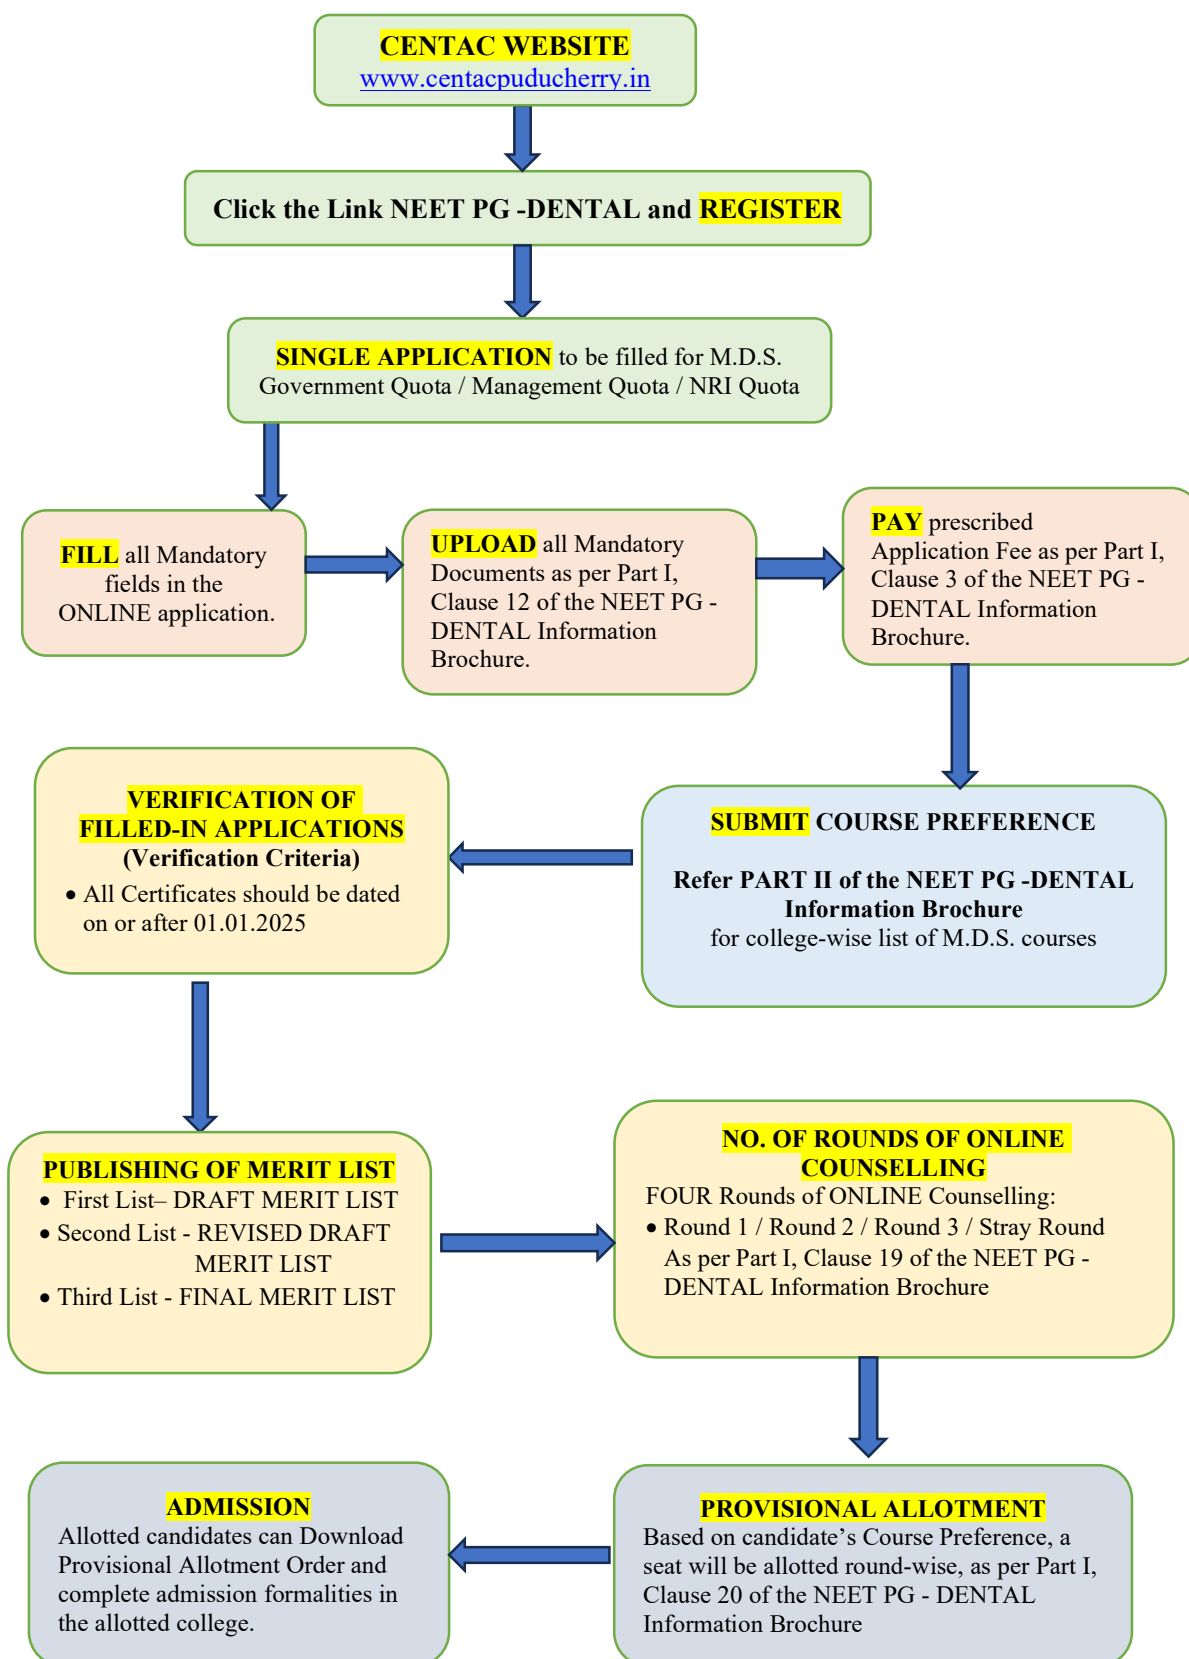 CENTAC WEBSITE
www.centacpuducherry.in
Click the Link NEET PG -DENTAL and REGISTER
SINGLE APPLICATION to be filled for M.D.S.
Government Quota / Management Quota / NRI Quota
FILL all Mandatory
fields in the
ONLINE application.
UPLOAD all Mandatory
Documents as per Part I,
Clause 12 of the NEET PG -
DENTAL Information
Brochure.
PAY prescribed
Application Fee as per Part I,
Clause 3 of the NEET PG -
DENTAL Information
Brochure.
SUBMIT COURSE PREFERENCE
Refer PART II of the NEET PG -DENTAL
Information Brochure
for college-wise list of M.D.S. courses
VERIFICATION OF
FILLED-IN APPLICATIONS
(Verification Criteria)
• All Certificates should be dated
on or after 01.01.2025
PUBLISHING OF MERIT LIST
• First List– DRAFT MERIT LIST
• Second List - REVISED DRAFT
MERIT LIST
• Third List - FINAL MERIT LIST
NO. OF ROUNDS OF ONLINE
COUNSELLING
FOUR Rounds of ONLINE Counselling:
• Round 1 / Round 2 / Round 3 / Stray Round
As per Part I, Clause 19 of the NEET PG -
DENTAL Information Brochure
PROVISIONAL ALLOTMENT
Based on candidate’s Course Preference, a
seat will be allotted round-wise, as per Part I,
Clause 20 of the NEET PG - DENTAL
Information Brochure
ADMISSION
Allotted candidates can Download
Provisional Allotment Order and
complete admission formalities in
the allotted college.